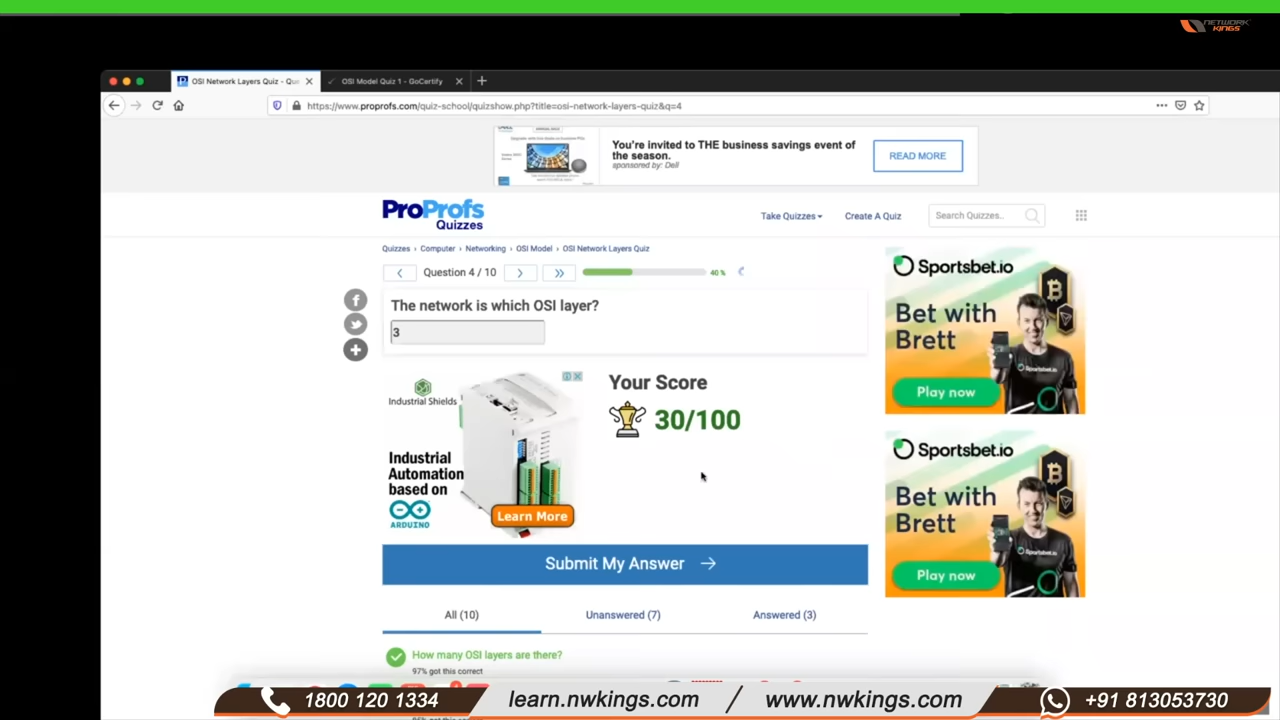 NETWORK
KINGS
OSI Network Layers Quiz - Qu
OSI Model Quiz 1 - GoCertify
https://www.proprofs.com/quiz-school/quizshow.php?title=osi-network-layers-quiz&q=4
You're invited to THE business savings event of
the season.
sponsored by: Dell
READ MORE
ProProfs
Quizzes
Take Quizzes
Create A Quiz
Search Quizzes..
Quizzes › Computer › Networking › OSI Model › OSI Network Layers Quiz
Question 4 / 10
40 %
The network is which OSI layer?
3
Industrial Shields
Industrial
Automation
based on
ARDUINO
Learn More
Your Score
30/100
Sportsbet.io
Bet with
Brett
Play now
Sportsbet.io
Bet with
Brett
Play now
Submit My Answer
All (10)
Unanswered (7)
Answered (3)
How many OSI layers are there?
97% got this correct
1800 120 1334
learn.nwkings.com / www.nwkings.com
+91 813053730